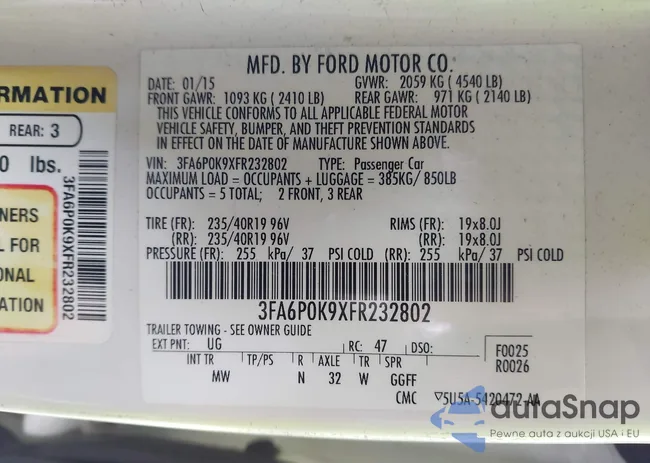 MFD. BY FORD MOTOR CO.
DATE: 01/15 GVWR: 2059 KG (4540 LB)
FRONT GAWR: 1093 KG (2410 LB) REAR GAWR: 971 KG (2140 LB)
THIS VEHICLE CONFORMS TO ALL APPLICABLE FEDERAL MOTOR
VEHICLE SAFETY, BUMPER, AND THEFT PREVENTION STANDARDS
IN EFFECT ON THE DATE OF MANUFACTURE SHOWN ABOVE.
VIN: 3FA6P0K9XFR232802 TYPE: Passenger Car
MAXIMUM LOAD = OCCUPANTS + LUGGAGE = 385KG/ 850LB
OCCUPANTS = 5 TOTAL; 2 FRONT, 3 REAR
TIRE (FR): 235/40R19 96V RIMS (FR): 19x8.0J
(RR): 235/40R19 96V (RR): 19x8.0J
PRESSURE (FR): 255 kPa/ 37 PSI COLD (RR): 255 kPa/ 37 PSI COLD
3FA6P0K9XFR232802
TRAILER TOWING - SEE OWNER GUIDE
EXT PNT: UG RC: 47 DSO:
INT TR TP/PS R AXLE TR SPR
MW N 32 W GGFF
F0025
R0026
CMC ▽5U5A-5420472-AA
RMATION
REAR: 3
0 lbs.
NERS
L FOR
ONAL
ATION
3FA6P0K9XFR232802
autaSnap
Pewne auta z aukcji USA i EU